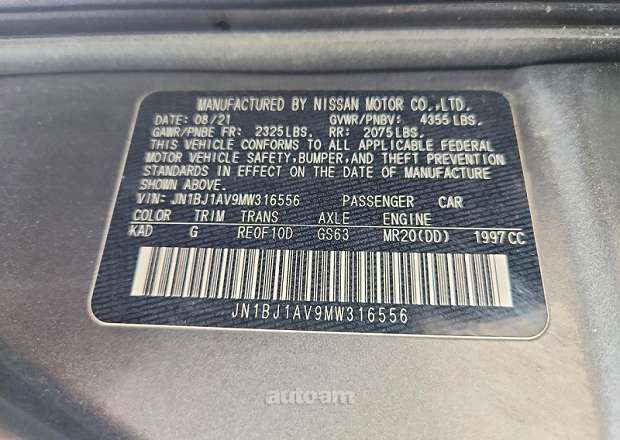 MANUFACTURED BY NISSAN MOTOR CO.,LTD.
DATE: 08/21 GVWR/PNBV: 4355 LBS.
GAWR/PNBE FR: 2325LBS. RR: 2075LBS.
THIS VEHICLE CONFORMS TO ALL APPLICABLE FEDERAL
MOTOR VEHICLE SAFETY,BUMPER,AND THEFT PREVENTION
STANDARDS IN EFFECT ON THE DATE OF MANUFACTURE
SHOWN ABOVE.
VIN: JN1BJ1AV9MW316556 PASSENGER CAR
COLOR TRIM TRANS AXLE ENGINE
KAD G RE0F10D GS63 MR20(DD) 1997CC
JN1BJ1AV9MW316556
autoam